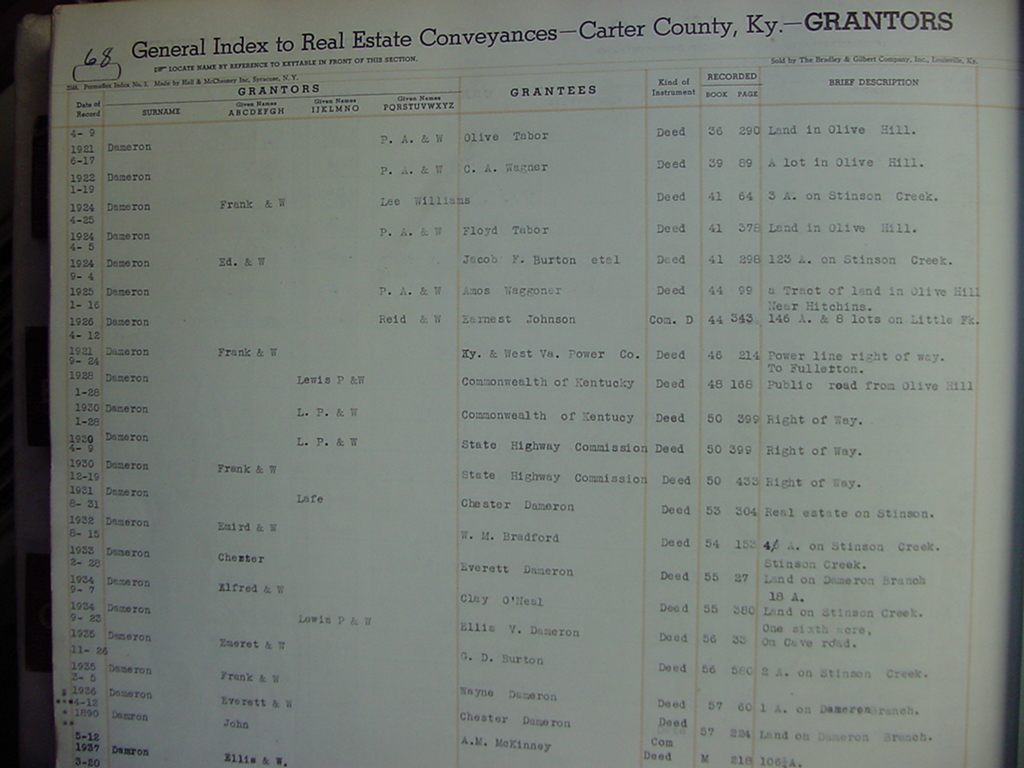 68
General Index to Real Estate Conveyances—Carter County, Ky.—GRANTORS
LOCATE NAME BY REFERENCE TO KEYTABLE IN FRONT OF THIS SECTION.
Sold by The Bradley & Gilbert Company, Inc., Louisville, Ky.
Made by Hall & McChesney Inc, Syracuse, N. Y.
GRANTORS GRANTEES Kind of Instrument RECORDED BRIEF DESCRIPTION
Date of Record SURNAME Given Names ABCDEFGH Given Names IJKLMNO Given Names PQRSTUVWXYZ BOOK PAGE
4- 9
1921 Dameron P. A. & W Olive Tabor Deed 36 290 Land in Olive Hill.
6-17
1922 Dameron P. A. & W C. A. Wagner Deed 39 89 A lot in Olive Hill.
1-19
1924 Dameron Frank & W Lee Williams Deed 41 64 3 A. on Stinson Creek.
4-25
1924 Dameron P. A. & W Floyd Tabor Deed 41 378 Land in Olive Hill.
4- 5
1924 Dameron Ed. & W Jacob F. Burton etal Deed 41 298 123 A. on Stinson Creek.
9- 4
1925 Dameron P. A. & W Amos Waggoner Deed 44 99 a Tract of land in Olive Hill
1- 16 Near Hitchins.
1926 Dameron Reid & W Earnest Johnson Com. D 44 343 146 A. & 8 lots on Little Fk.
4- 12
1921 Dameron Frank & W Ky. & West Va. Power Co. Deed 46 214 Power line right of way.
9- 24 To Fullerton.
1928 Dameron Lewis P &W Commonwealth of Kentucky Deed 48 168 Public road from Olive Hill
1-28
1930 Dameron L. P. & W Commonwealth of Kentucy Deed 50 399 Right of Way.
1-28
1930 Dameron L. P. & W State Highway Commission Deed 50 399 Right of Way.
4- 9
1930 Dameron Frank & W State Highway Commission Deed 50 433 Right of Way.
12-19
1931 Dameron Lafe Chester Dameron Deed 53 304 Real estate on Stinson.
8- 31
1932 Dameron Emird & W W. M. Bradford Deed 54 153 A. on Stinson Creek.
8- 15 Stinson Creek.
1933 Dameron Chester Everett Dameron Deed 55 27 Land on Dameron Branch
2- 28 18 A.
1934 Dameron Elfred & W Clay O'Neal Deed 55 380 Land on Stinson Creek.
9- 7 One sixth acre,
1934 Dameron Lewis P & W Ellis V. Dameron Deed 56 33 On Cave road.
9- 23
1935 Dameron Emeret & W G. D. Burton Deed 56 580 2 A. on Stinson Creek.
11- 26
1935 Dameron Frank & W Wayne Dameron Deed 57 60 1 A. on Dameron Branch.
3- 5
1936 Dameron Everett & W Chester Dameron Deed 57 224 Land on Dameron Branch.
4-12
1890 Damron John A.M. McKinney Com Deed M 218 106½A.
5-12
1937 Damron Ellis & W.
3-20